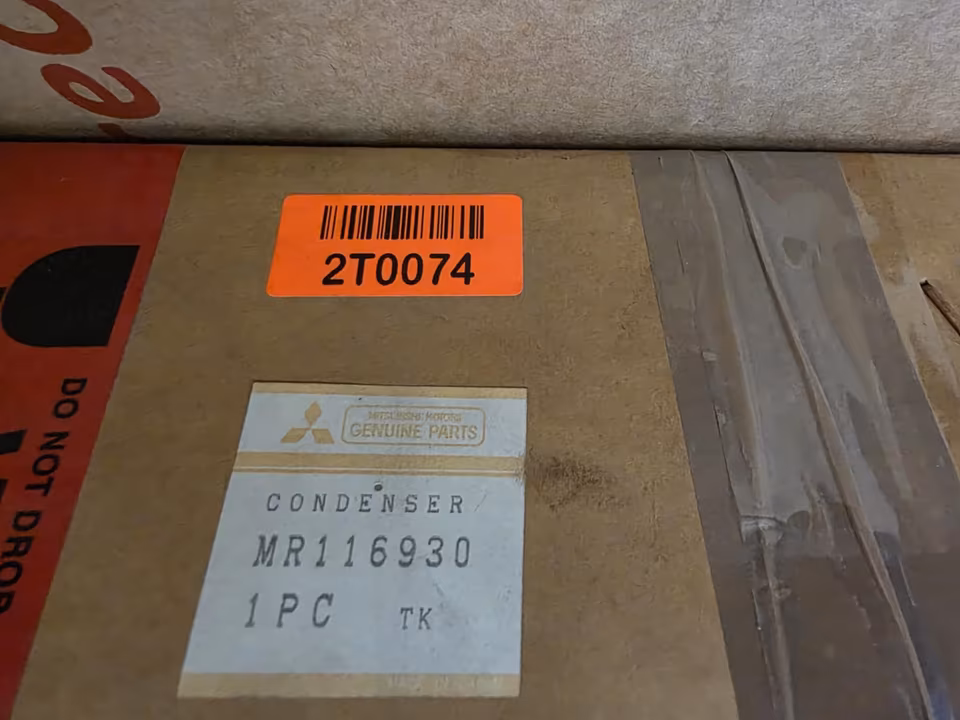 2T0074
MITSUBISHI MOTORS
GENUINE PARTS
CONDENSER
MR116930
1PC TK
DO NOT DROP